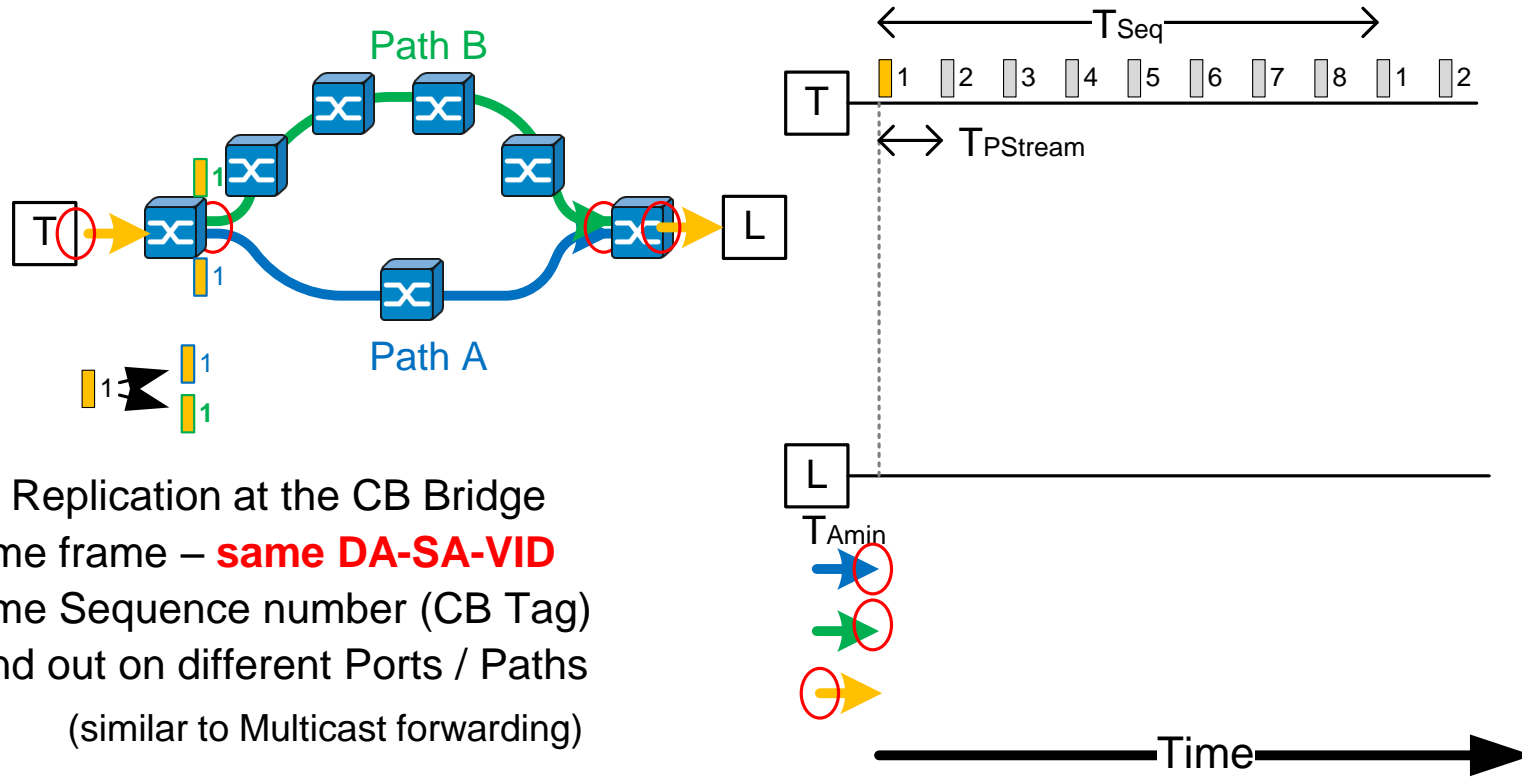 Path B
1
T
L
1
Path A
1
1
1
Replication at the CB Bridge
me frame – same DA-SA-VID
me Sequence number (CB Tag)
nd out on different Ports / Paths
(similar to Multicast forwarding)
TSeq
T
1 2 3 4 5 6 7 8 1 2
TPStream
L
TAmin
Time